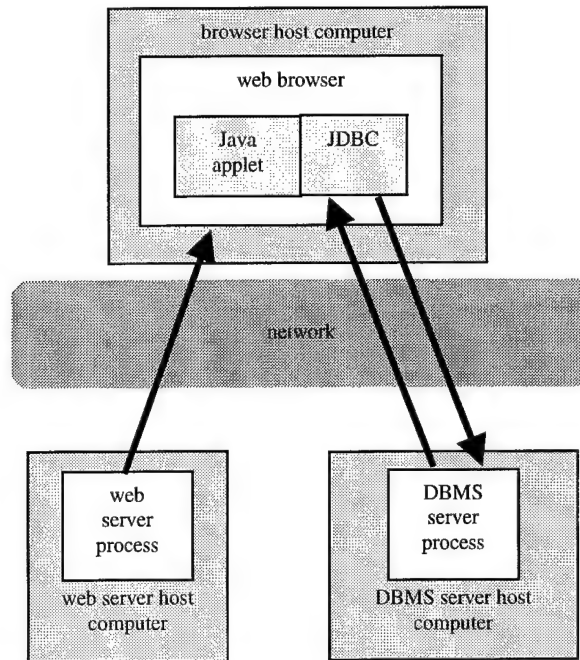 browser host computer
web browser
Java
applet
JDBC
network
web
server
process
web server host
computer
DBMS
server
process
DBMS server host
computer